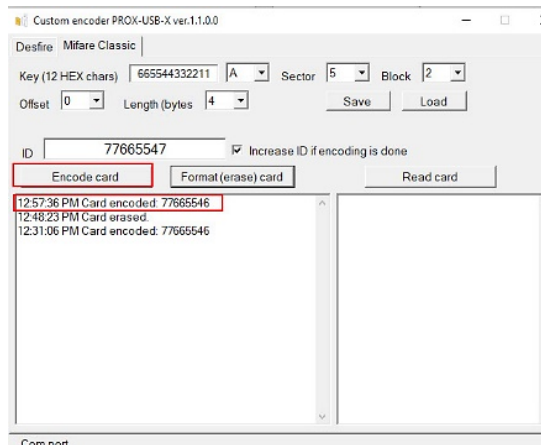 Custom encoder PROX-USB-X ver.1.1.0.0
Desfire Mifare Classic
Key (12 HEX chars) 665544332211 A Sector 5 Block 2
Offset 0 Length (bytes 4 Save Load
ID 77665547 Increase ID if encoding is done
Encode card Format (erase) card Read card
12:57:36 PM Card encoded: 77665546
12:48:23 PM Card erased.
12:31:06 PM Card encoded: 77665546
Com port